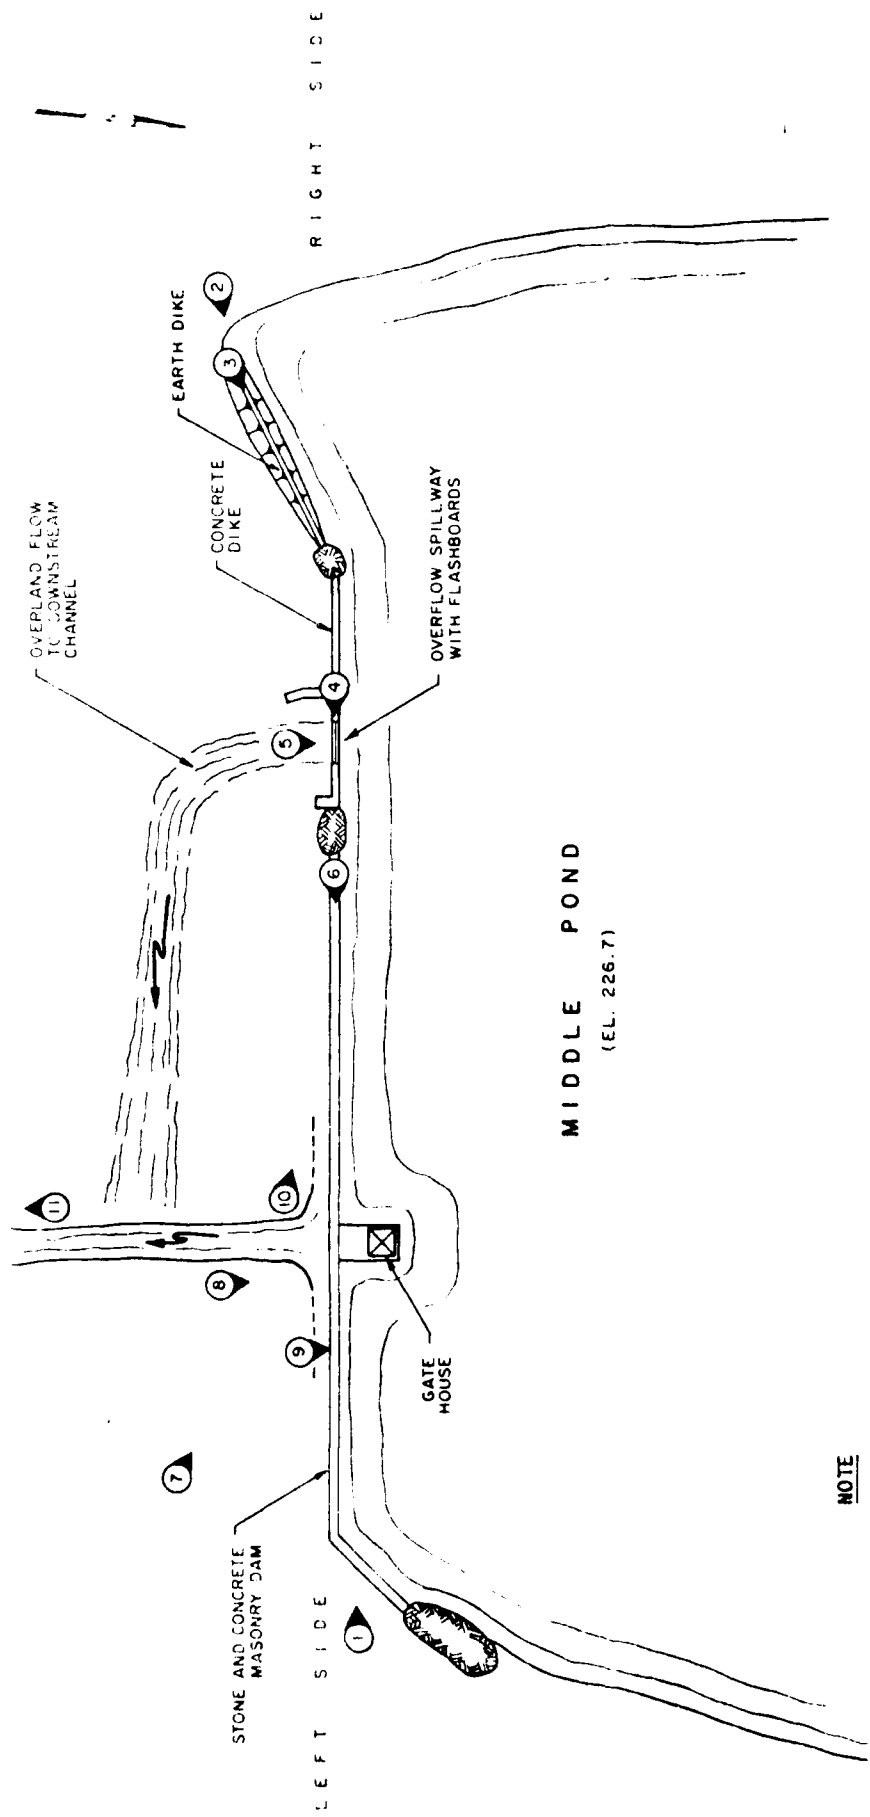 OVERLAND FLOW
TO DOWNSTREAM
CHANNEL
EARTH DIKE
CONCRETE
DIKE
RIGHT SIDE
LEFT SIDE
STONE AND CONCRETE
MASONRY DAM
GATE
HOUSE
OVERFLOW SPILLWAY
WITH FLASHBOARDS
MIDDLE POND
(EL. 226.7)
NOTE
1
2
3
4
5
6
7
8
9
10
11